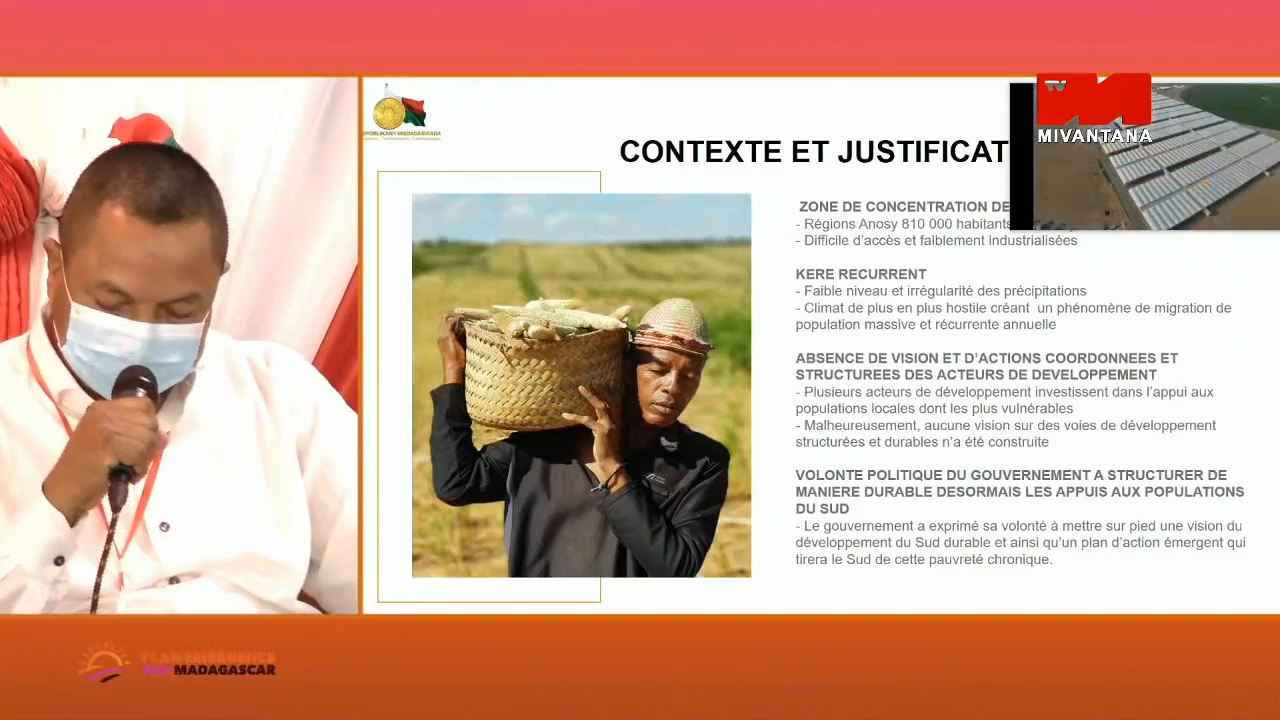 TV
MIVANTANA
REPOBLIKAN'I MADAGASIKARA
CONTEXTE ET JUSTIFICAT
ZONE DE CONCENTRATION DE
- Régions Anosy 810 000 habitants
- Difficile d'accès et faiblement industrialisées
KERE RECURRENT
- Faible niveau et irrégularité des précipitations
- Climat de plus en plus hostile créant un phénomène de migration de
population massive et récurrente annuelle
ABSENCE DE VISION ET D'ACTIONS COORDONNEES ET
STRUCTUREES DES ACTEURS DE DEVELOPPEMENT
- Plusieurs acteurs de développement investissent dans l'appui aux
populations locales dont les plus vulnérables
- Malheureusement, aucune vision sur des voies de développement
structurées et durables n'a été construite
VOLONTE POLITIQUE DU GOUVERNEMENT A STRUCTURER DE
MANIERE DURABLE DESORMAIS LES APPUIS AUX POPULATIONS
DU SUD
- Le gouvernement a exprimé sa volonté à mettre sur pied une vision du
développement du Sud durable et ainsi qu'un plan d'action émergent qui
tirera le Sud de cette pauvreté chronique.
MADAGASCAR